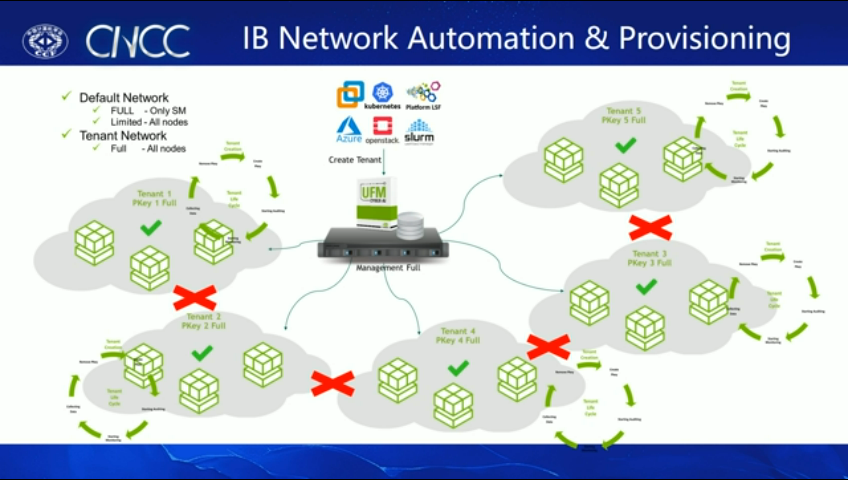 CNCC
IB Network Automation & Provisioning
✓ Default Network
✓ FULL - Only SM
✓ Limited - All nodes
✓ Tenant Network
✓ Full - All nodes
kubernetes
Platform LSF
Azure
openstack.
slurm
Create Tenant
UFM
CYBER-AI
Management Full
Tenant 1
PKey 1 Full
Tenant
Creation
Create
Pkey
Starting Auditing
Collecting
Data
Remove Pkey
Tenant
Life
Cycle
Tenant 2
PKey 2 Full
Tenant
Creation
Remove Pkey
Starting Auditing
Starting
Monitoring
Collecting
Data
Tenant
Life
Cycle
Tenant 4
PKey 4 Full
Tenant
Creation
Remove Pkey
Create
Pkey
Starting Auditing
Collecting
Data
Tenant
Life
Cycle
Tenant 5
PKey 5 Full
Tenant
Creation
Remove Pkey
Create
Pkey
Starting Auditing
Starting
Monitoring
Tenant
Life
Cycle
Tenant 3
PKey 3 Full
Tenant
Creation
Remove Pkey
Create
Pkey
Starting Auditing
Starting
Monitoring
Collecting
Data
Tenant
Life
Cycle